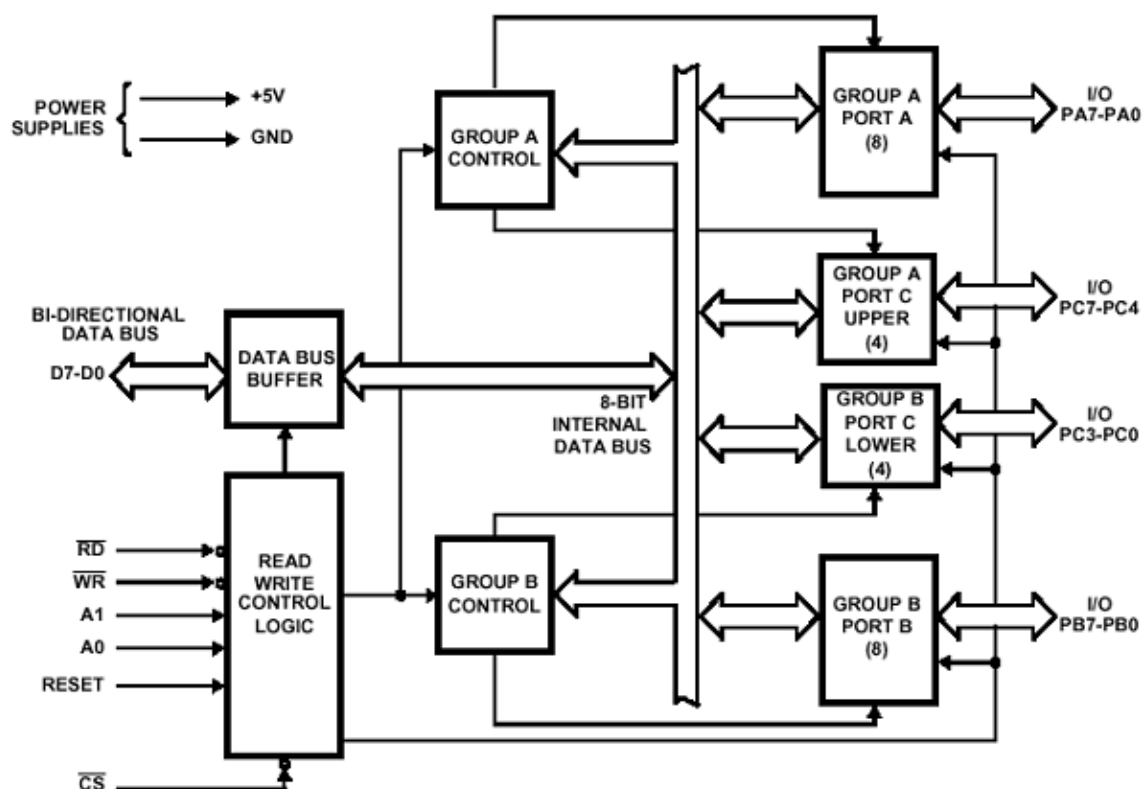 POWER
SUPPLIES
+5V
GND
GROUP A
CONTROL
GROUP A
PORT A
(8)
I/O
PA7-PA0
GROUP A
PORT C
UPPER
(4)
I/O
PC7-PC4
BI-DIRECTIONAL
DATA BUS
D7-D0
DATA BUS
BUFFER
8-BIT
INTERNAL
DATA BUS
GROUP B
PORT C
LOWER
(4)
I/O
PC3-PC0
RD
WR
A1
A0
RESET
CS
READ
WRITE
CONTROL
LOGIC
GROUP B
CONTROL
GROUP B
PORT B
(8)
I/O
PB7-PB0